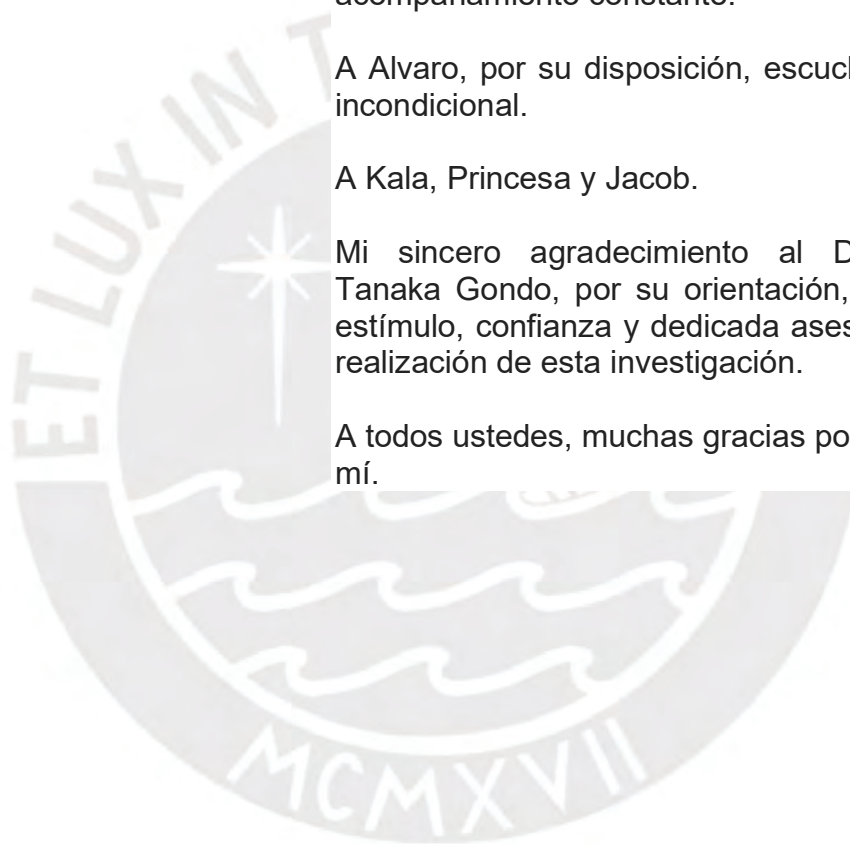 acompañamiento constante.
A Alvaro, por su disposición, escuch
incondicional.
A Kala, Princesa y Jacob.
Mi sincero agradecimiento al D
Tanaka Gondo, por su orientación,
estímulo, confianza y dedicada ases
realización de esta investigación.
A todos ustedes, muchas gracias po
mí.
ET LUX IN T
MCMXVII